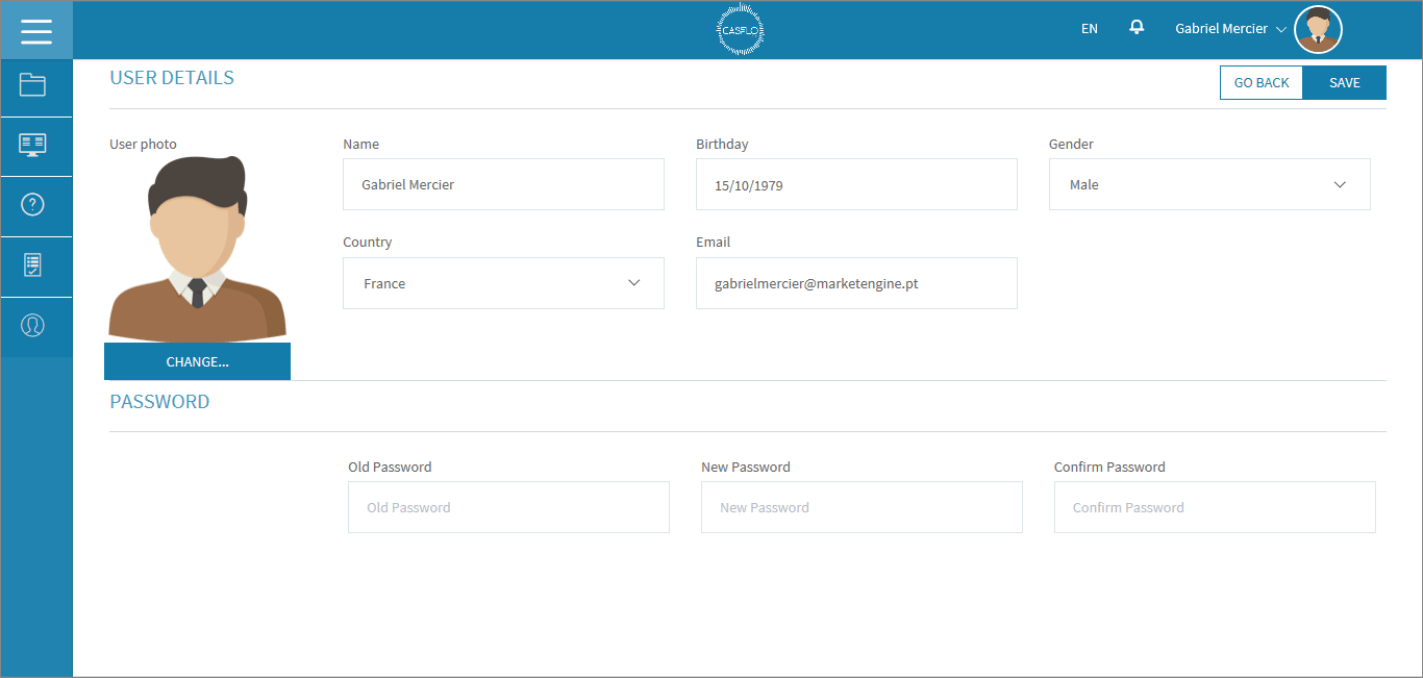 CASFLO
EN
Gabriel Mercier
USER DETAILS
GO BACK
SAVE
User photo
Name
Birthday
Gender
Gabriel Mercier
15/10/1979
Male
Country
Email
France
gabrielmercier@marketengine.pt
CHANGE...
PASSWORD
Old Password
New Password
Confirm Password
Old Password
New Password
Confirm Password